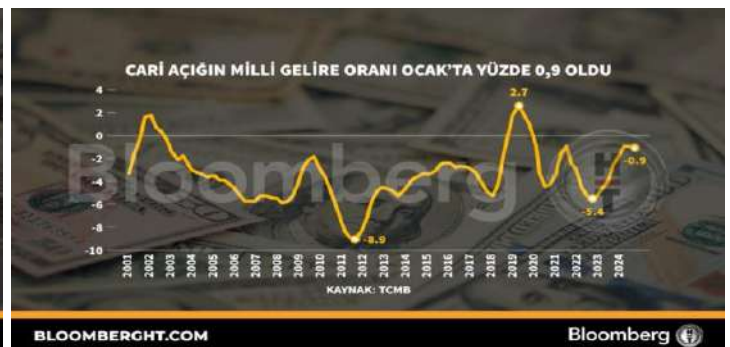 CARİ AÇIĞIN MİLLİ GELİRE ORANI OCAK'TA YÜZDE 0,9 OLDU
4
2
0
-2
-4
-6
-8
-10
2.7
-0.9
-5.4
-8.9
Bloomberg
2001 2002 2003 2004 2005 2006 2007 2008 2009 2010 2011 2012 2013 2014 2015 2016 2017 2018 2019 2020 2021 2022 2023 2024
KAYNAK: TCMB
BLOOMBERGHT.COM
Bloomberg HT